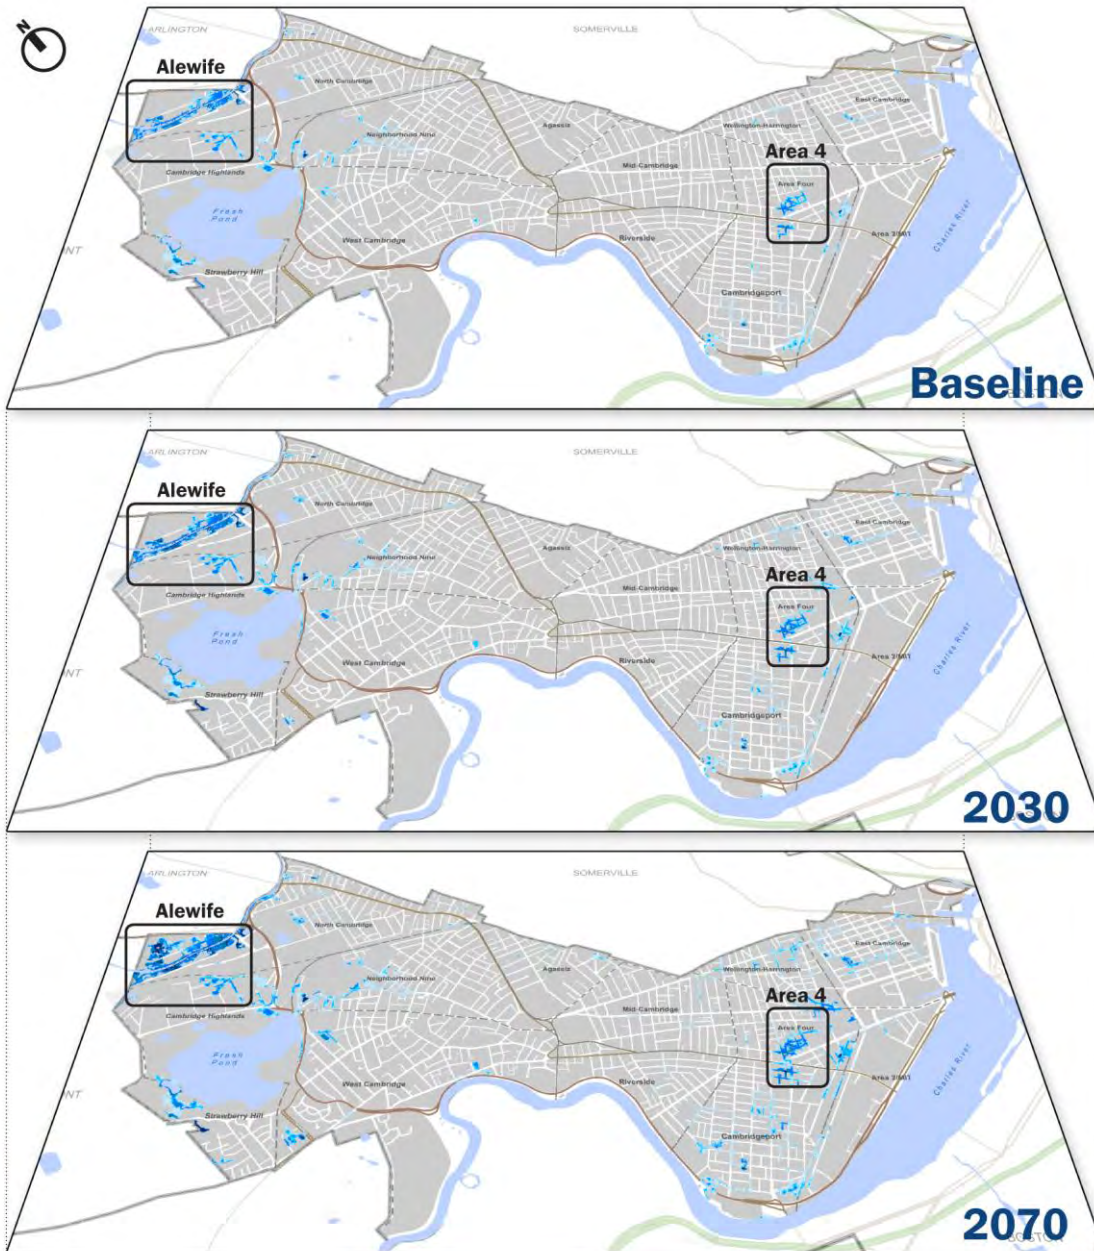 N
ARLINGTON
SOMERVILLE
Alewife
North Cambridge
East Cambridge
Neighborhood Nine
Agassiz
Wellington-Harrington
Area 4
Mid-Cambridge
Cambridge Highlands
Area Four
Fresh
Pond
West Cambridge
Riverside
Area 2/MIT
Charles River
Strawberry Hill
Cambridgeport
Baseline
ARLINGTON
SOMERVILLE
Alewife
North Cambridge
East Cambridge
Neighborhood Nine
Agassiz
Wellington-Harrington
Area 4
Mid-Cambridge
Cambridge Highlands
Area Four
Fresh
Pond
West Cambridge
Riverside
Area 2/MIT
Charles River
Strawberry Hill
Cambridgeport
2030
ARLINGTON
SOMERVILLE
Alewife
North Cambridge
East Cambridge
Neighborhood Nine
Agassiz
Wellington-Harrington
Area 4
Mid-Cambridge
Cambridge Highlands
Area Four
Fresh
Pond
West Cambridge
Riverside
Area 2/MIT
Charles River
Strawberry Hill
Cambridgeport
2070